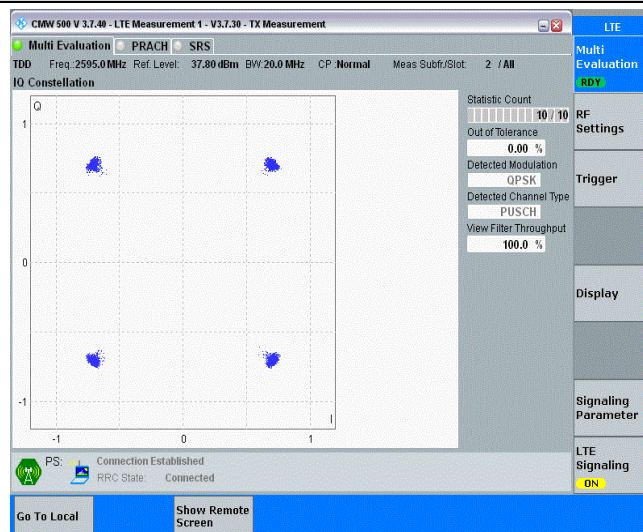 CMW 500 V 3.7.40 - LTE Measurement 1 - V3.7.30 - TX Measurement
LTE
Multi Evaluation PRACH SRS
TDD Freg.:2595.0 MHz Ref. Level: 37.80 dBm BW:20.0 MHz CP :Normal Meas Subfr./Slot: 2 / All
IQ Constellation
Q
1
0
-1
I
-1 0 1
Statistic Count
10 / 10
Out of Tolerance
0.00 %
Detected Modulation
QPSK
Detected Channel Type
PUSCH
View Filter Throughput
100.0 %
Multi
Evaluation
RDY
RF
Settings
Trigger
Display
Signaling
Parameter
LTE
Signaling
ON
PS: Connection Established
RRC State: Connected
Go To Local
Show Remote
Screen